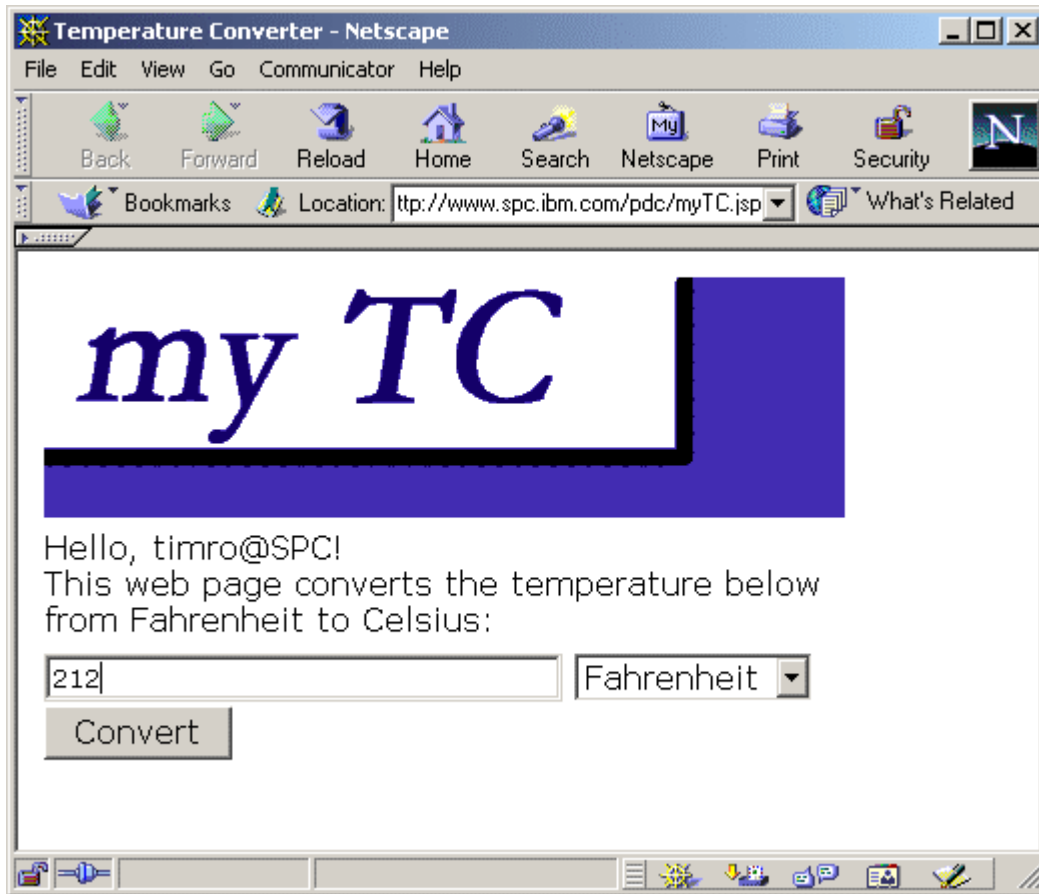 Temperature Converter - Netscape
File Edit View Go Communicator Help
Back Forward Reload Home Search My Netscape Print Security N
Bookmarks Location: ttp://www.spc.ibm.com/pdc/myTC.jsp What's Related
my TC
Hello, timro@SPC!
This web page converts the temperature below
from Fahrenheit to Celsius:
212 Fahrenheit
Convert